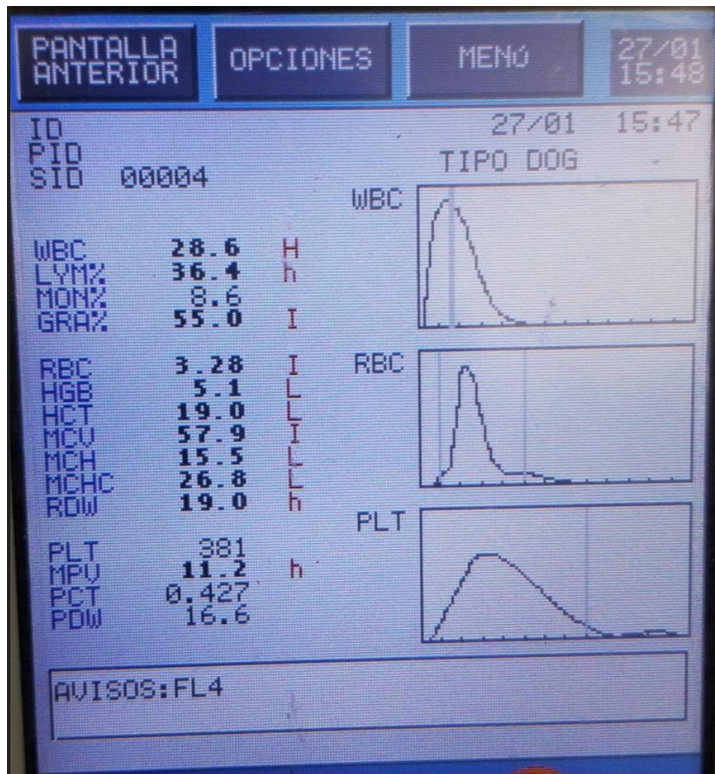 PANTALLA ANTERIOR
OPCIONES
MENÚ
27/01 15:48
ID 27/01 15:47
PID TIPO DOG
SID 00004
WBC
WBC 28.6 H
LYM% 36.4 h
MON% 8.6
GRA% 55.0 I
RBC
RBC 3.28 I
HGB 5.1 L
HCT 19.0 L
MCV 57.9 I
MCH 15.5 L
MCHC 26.8 L
RDW 19.0 h
PLT
PLT 381
MPV 11.2 h
PCT 0.427
PDW 16.6
AVISOS:FL4